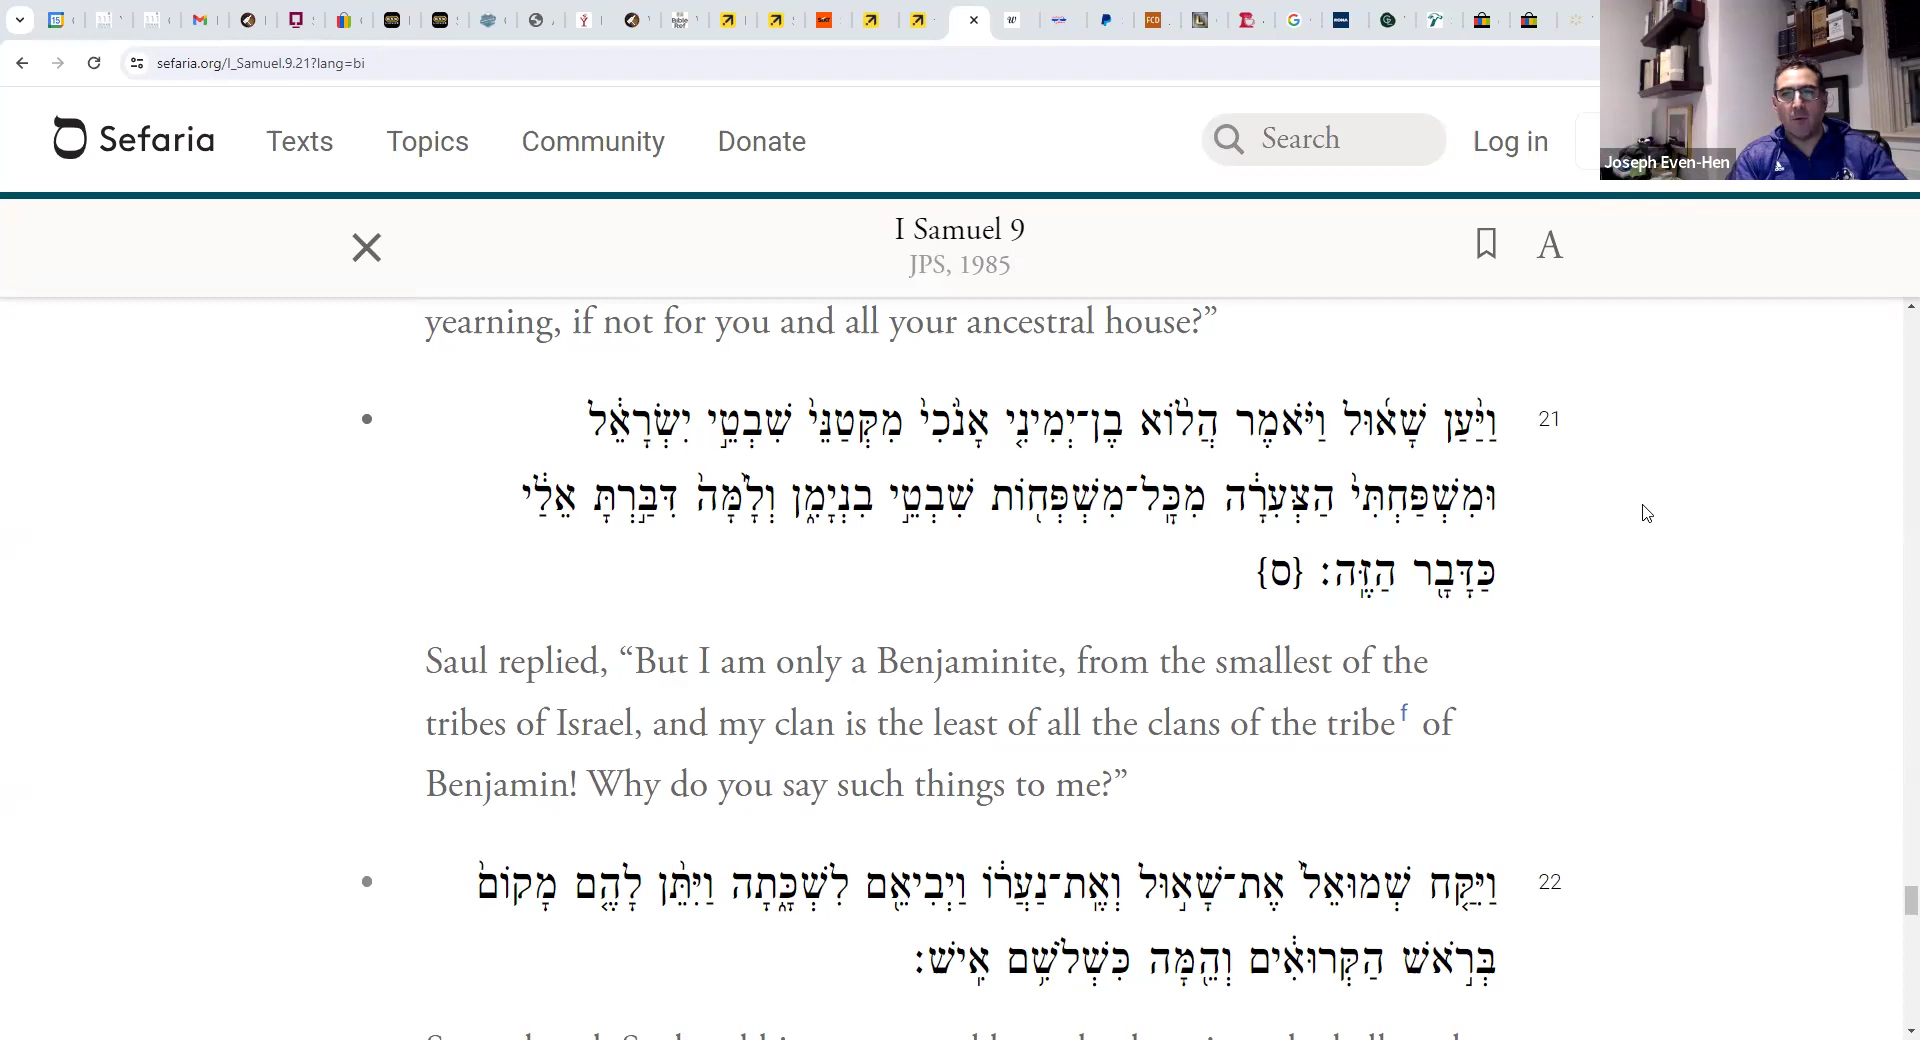 sefaria.org/I_Samuel.9.21?lang=bi
Sefaria Texts Topics Community Donate Search Log in
Joseph Even-Hen
I Samuel 9
JPS, 1985
yearning, if not for you and all your ancestral house?”
21
וַיַּ֨עַן שָׁא֜וּל וַיֹּ֗אמֶר הֲל֨וֹא בֶן־יְמִינִ֤י אָנֹ֙כִי֙ מִקְּטַנֵּי֙ שִׁבְטֵ֣י יִשְׂרָאֵ֔ל
וּמִשְׁפַּחְתִּי֙ הַצְּעִרָ֔ה מִכׇּֽל־מִשְׁפְּח֖וֹת שִׁבְטֵ֣י בִנְיָמִ֑ן וְלָ֙מָּה֙ דִּבַּ֣רְתָּ אֵלַ֔י
כַּדָּבָ֖ר הַזֶּֽה׃ {ס}
Saul replied, “But I am only a Benjaminite, from the smallest of the
tribes of Israel, and my clan is the least of all the clans of the tribe f of
Benjamin! Why do you say such things to me?”
22
וַיִּקַּ֤ח שְׁמוּאֵל֙ אֶת־שָׁא֣וּל וְאֶֽת־נַעֲר֔וֹ וַיְבִיאֵ֖ם לִשְׁכָּ֑תָה וַיִּתֵּ֨ן לָהֶ֤ם מָקוֹם֙
בְּרֹ֣אשׁ הַקְּרוּאִ֔ים וְהֵ֖מָּה כִּשְׁלֹשִׁ֥ם אִֽישׁ׃